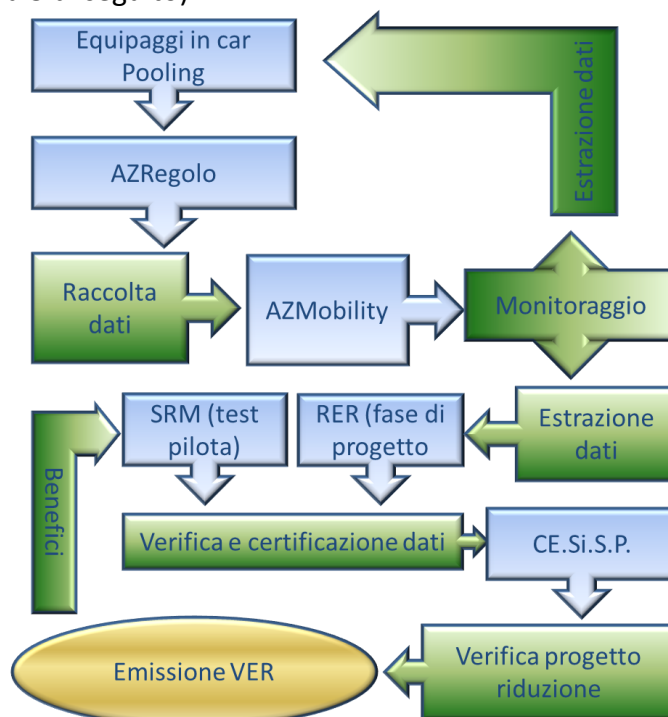 Equipaggi in car
Pooling
Estrazione dati
AZRegolo
Raccolta
dati
AZMobility
Monitoraggio
SRM (test
pilota)
RER (fase di
progetto
Estrazione
dati
Benefici
Verifica e certificazione dati
CE.Si.S.P.
Emissione VER
Verifica progetto
riduzione